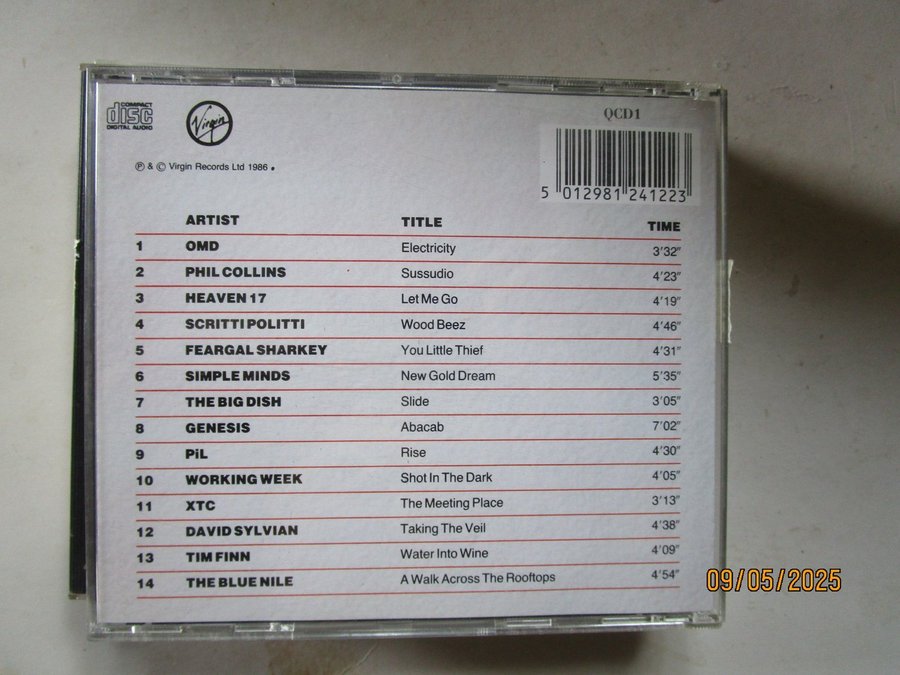 COMPACT
disc
DIGITAL AUDIO
Virgin
QCD1
5 012981 241223
Ⓟ & © Virgin Records Ltd 1986 .
ARTIST TITLE TIME
1 OMD Electricity 3'32"
2 PHIL COLLINS Sussudio 4'23"
3 HEAVEN 17 Let Me Go 4'19"
4 SCRITTI POLITTI Wood Beez 4'46"
5 FEARGAL SHARKEY You Little Thief 4'31"
6 SIMPLE MINDS New Gold Dream 5'35"
7 THE BIG DISH Slide 3'05"
8 GENESIS Abacab 7'02"
9 PiL Rise 4'30"
10 WORKING WEEK Shot In The Dark 4'05"
11 XTC The Meeting Place 3'13"
12 DAVID SYLVIAN Taking The Veil 4'38"
13 TIM FINN Water Into Wine 4'09"
14 THE BLUE NILE A Walk Across The Rooftops 4'54"
09/05/2025